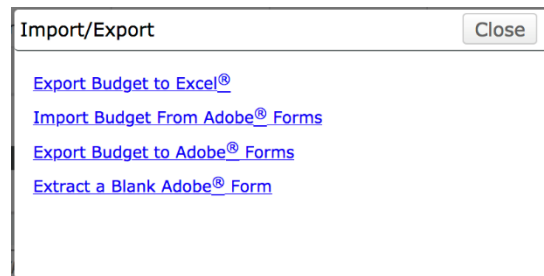 Import/Export Close
Export Budget to Excel®
Import Budget From Adobe® Forms
Export Budget to Adobe® Forms
Extract a Blank Adobe® Form